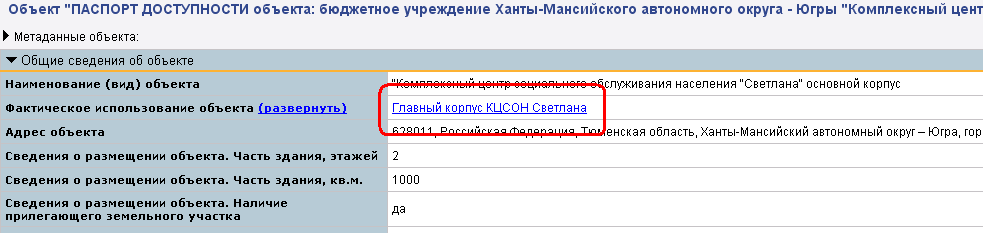 Объект "ПАСПОРТ ДОСТУПНОСТИ объекта: бюджетное учреждение Ханты-Мансийского автономного округа - Югры "Комплексный цент
Метаданные объекта:
Общие сведения об объекте
Наименование (вид) объекта "Комплексный центр социального обслуживания населения "Светлана" основной корпус
Фактическое использование объекта (развернуть) Главный корпус КЦСОН Светлана
Адрес объекта 628011, Российская Федерация, Тюменская область, Ханты-Мансийский автономный округ – Югра, гор
Сведения о размещении объекта. Часть здания, этажей 2
Сведения о размещении объекта. Часть здания, кв.м. 1000
Сведения о размещении объекта. Наличие
прилегающего земельного участка да